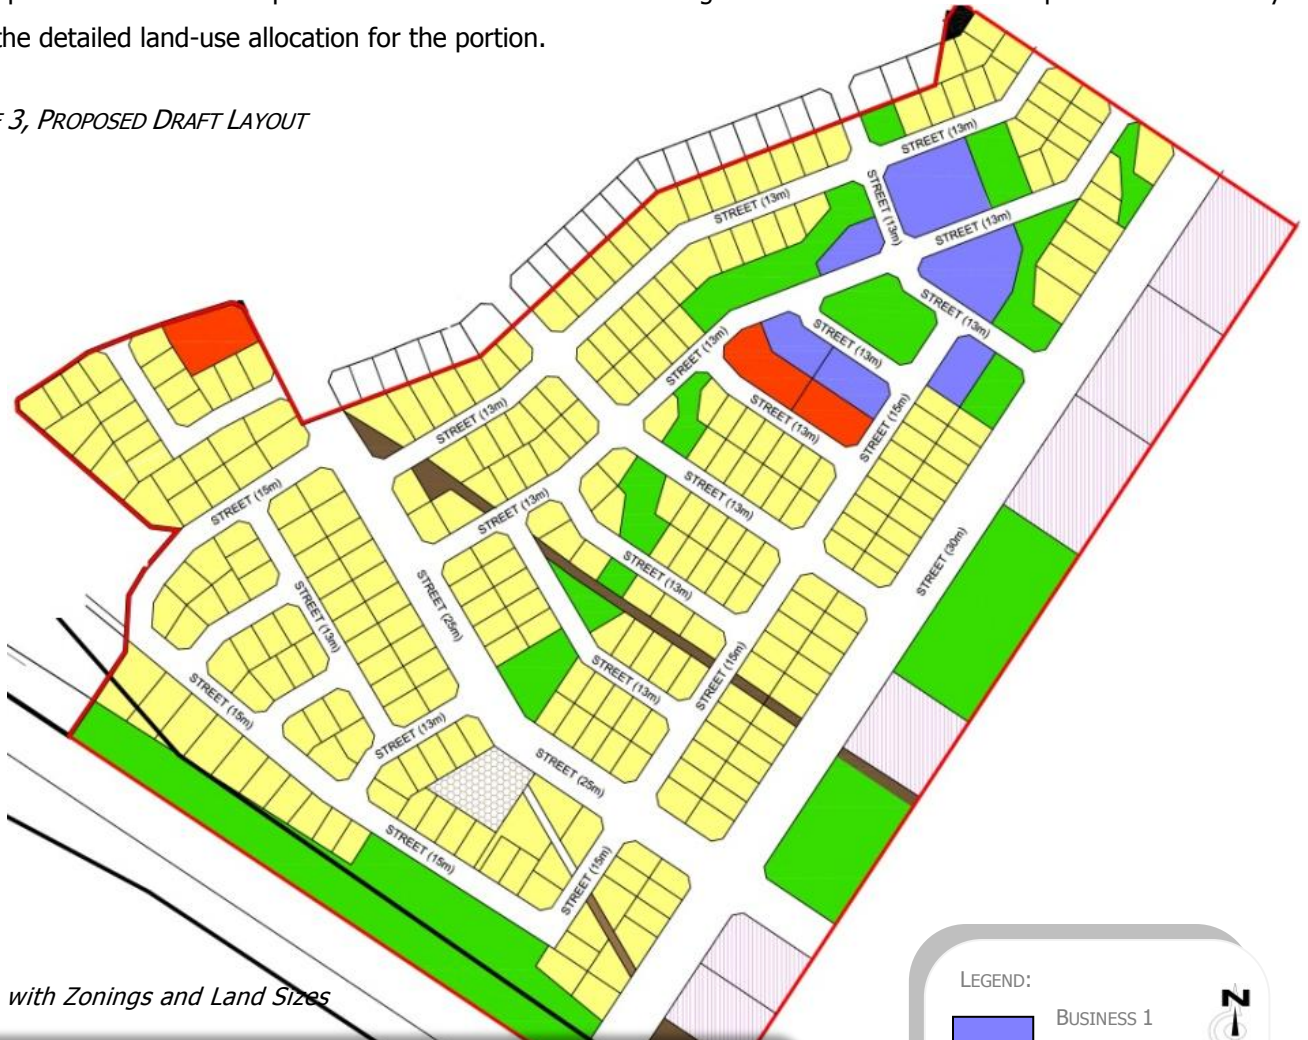 the detailed land-use allocation for the portion.
3, PROPOSED DRAFT LAYOUT
STREET (13m)
STREET (13m)
STREET (13m)
STREET (13m)
STREET (13m)
STREET (13m)
STREET (13m)
STREET (13m)
STREET (13m)
STREET (15m)
STREET (13m)
STREET (13m)
STREET (15m)
STREET (13m)
STREET (30m)
STREET (13m)
STREET (25m)
STREET (13m)
STREET (15m)
STREET (13m)
STREET (15m)
STREET (13m)
STREET (25m)
STREET (15m)
STREET (15m)
with Zonings and Land Sizes
LEGEND:
N
BUSINESS 1